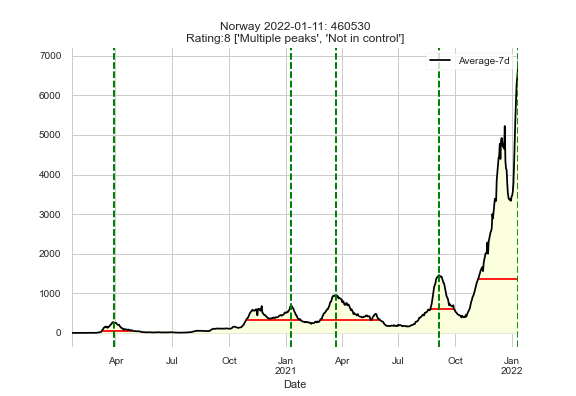 Norway 2022-01-11: 460530
Rating:8 ['Multiple peaks', 'Not in control']
Average-7d
7000
6000
5000
4000
3000
2000
1000
0
Apr
Jul
Oct
Jan
2021
Apr
Jul
Oct
Jan
2022
Date